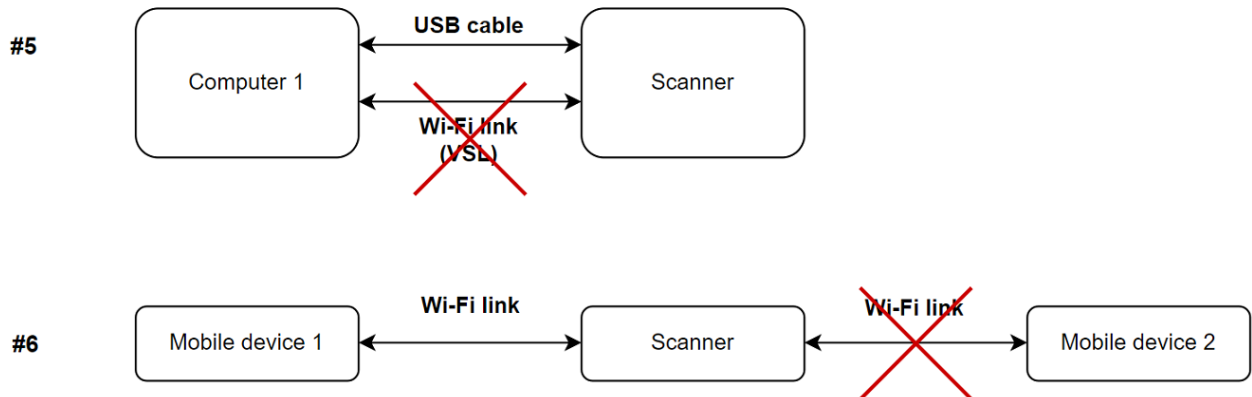 #5
Computer 1
USB cable
Wi-Fi link
(VSL)
Scanner
#6
Mobile device 1
Wi-Fi link
Scanner
Wi-Fi link
Mobile device 2